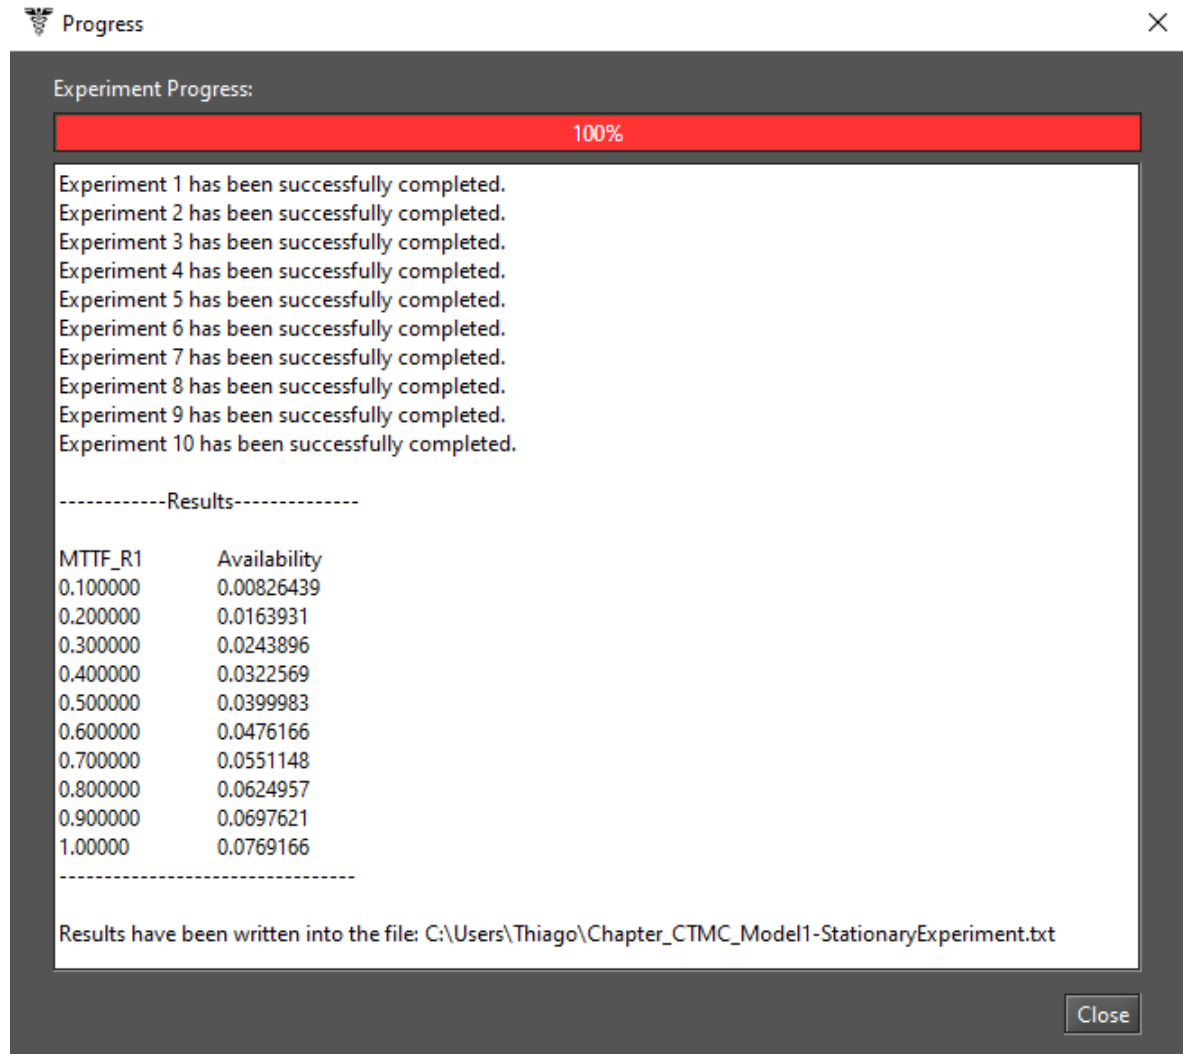 Progress
Experiment Progress:
100%
Experiment 1 has been successfully completed.
Experiment 2 has been successfully completed.
Experiment 3 has been successfully completed.
Experiment 4 has been successfully completed.
Experiment 5 has been successfully completed.
Experiment 6 has been successfully completed.
Experiment 7 has been successfully completed.
Experiment 8 has been successfully completed.
Experiment 9 has been successfully completed.
Experiment 10 has been successfully completed.
------------Results--------------
MTTF_R1 Availability
0.100000 0.00826439
0.200000 0.0163931
0.300000 0.0243896
0.400000 0.0322569
0.500000 0.0399983
0.600000 0.0476166
0.700000 0.0551148
0.800000 0.0624957
0.900000 0.0697621
1.00000 0.0769166
---------------------------------
Results have been written into the file: C:\Users\Thiago\Chapter_CTMC_Model1-StationaryExperiment.txt
Close